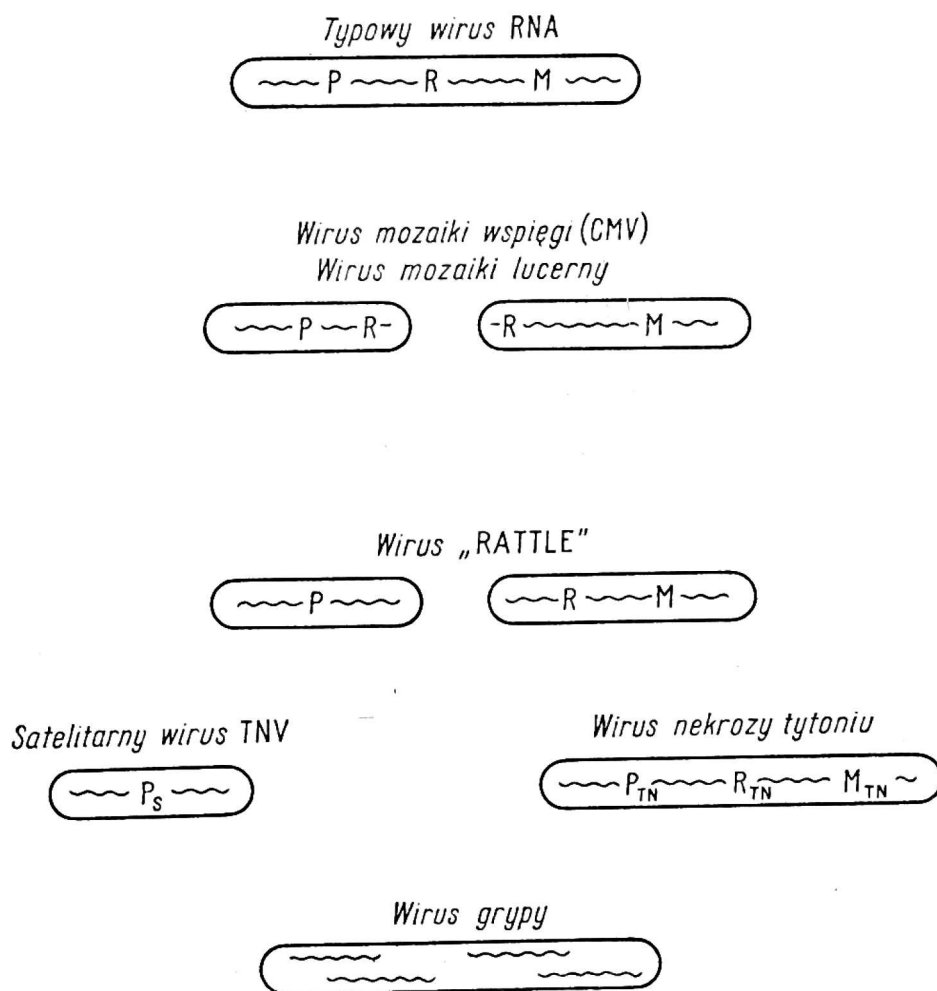 Typowy wirus RNA
P R M
Wirus mozaiki wspięgi (CMV)
Wirus mozaiki lucerny
P R-
-R M
Wirus „RATTLE”
P
R M
Satelitarny wirus TNV
Wirus nekrozy tytoniu
PS
PTN RTN MTN
Wirus grypy